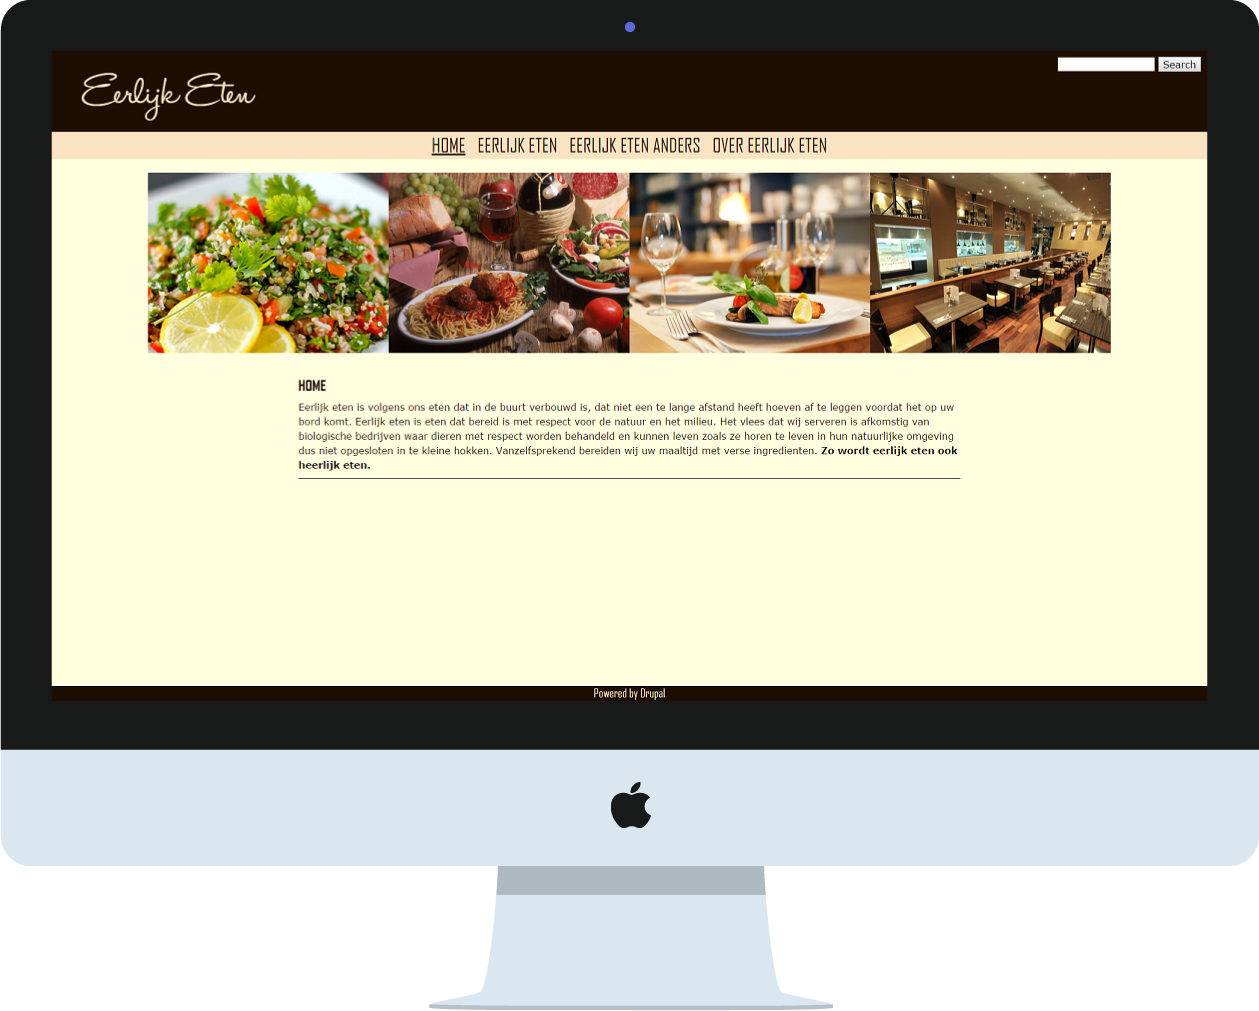 Search
Eerlijk Eten
HOME EERLIJK ETEN EERLIJK ETEN ANDERS OVER EERLIJK ETEN
HOME
Eerlijk eten is volgens ons eten dat in de buurt verbouwd is, dat niet een te lange afstand heeft hoeven af te leggen voordat het op uw
bord komt. Eerlijk eten is eten dat bereid is met respect voor de natuur en het milieu. Het vlees dat wij serveren is afkomstig van
biologische bedrijven waar dieren met respect worden behandeld en kunnen leven zoals ze horen te leven in hun natuurlijke omgeving
dus niet opgesloten in te kleine hokken. Vanzelfsprekend bereiden wij uw maaltijd met verse ingredienten. Zo wordt eerlijk eten ook
heerlijk eten.
Powered by Drupal